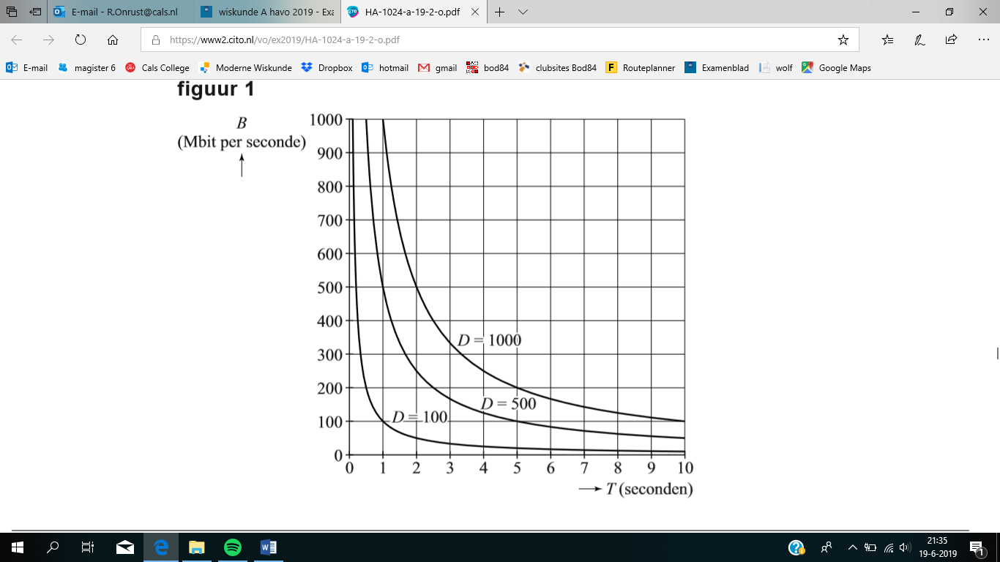 E-mail - R.Onrust@cals.nl
wiskunde A havo 2019 - Exa
HA-1024-a-19-2-o.pdf
https://www2.cito.nl/vo/ex2019/HA-1024-a-19-2-o.pdf
E-mail magister 6 Cals College Moderne Wiskunde Dropbox hotmail gmail bod84 clubsites Bod84 Routeplanner Examenblad wolf Google Maps
figuur 1
B
(Mbit per seconde)
1000
900
800
700
600
500
400
300
200
100
0
D = 1000
D = 500
D = 100
0 1 2 3 4 5 6 7 8 9 10
T (seconden)
21:35
19-6-2019
1